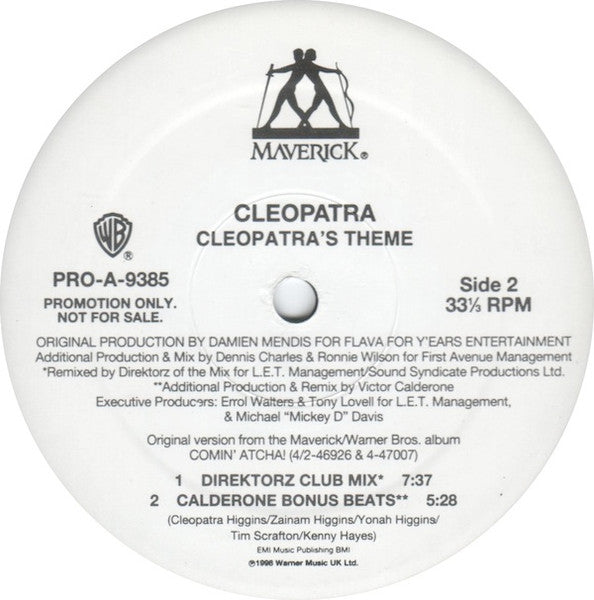 MAVERICK®
CLEOPATRA
CLEOPATRA'S THEME
WB®
PRO-A-9385
PROMOTION ONLY.
NOT FOR SALE.
Side 2
33⅓ RPM
ORIGINAL PRODUCTION BY DAMIEN MENDIS FOR FLAVA FOR Y'EARS ENTERTAINMENT
Additional Production & Mix by Dennis Charles & Ronnie Wilson for First Avenue Management
*Remixed by Direktorz of the Mix for L.E.T. Management/Sound Syndicate Productions Ltd.
**Additional Production & Remix by Victor Calderone
Executive Producers: Errol Walters & Tony Lovell for L.E.T. Management,
& Michael "Mickey D" Davis
Original version from the Maverick/Warner Bros. album
COMIN' ATCHA! (4/2-46926 & 4-47007)
1 DIREKTORZ CLUB MIX* 7:37
2 CALDERONE BONUS BEATS** 5:28
(Cleopatra Higgins/Zainam Higgins/Yonah Higgins/
Tim Scrafton/Kenny Hayes)
EMI Music Publishing BMI
℗1998 Warner Music UK Ltd.